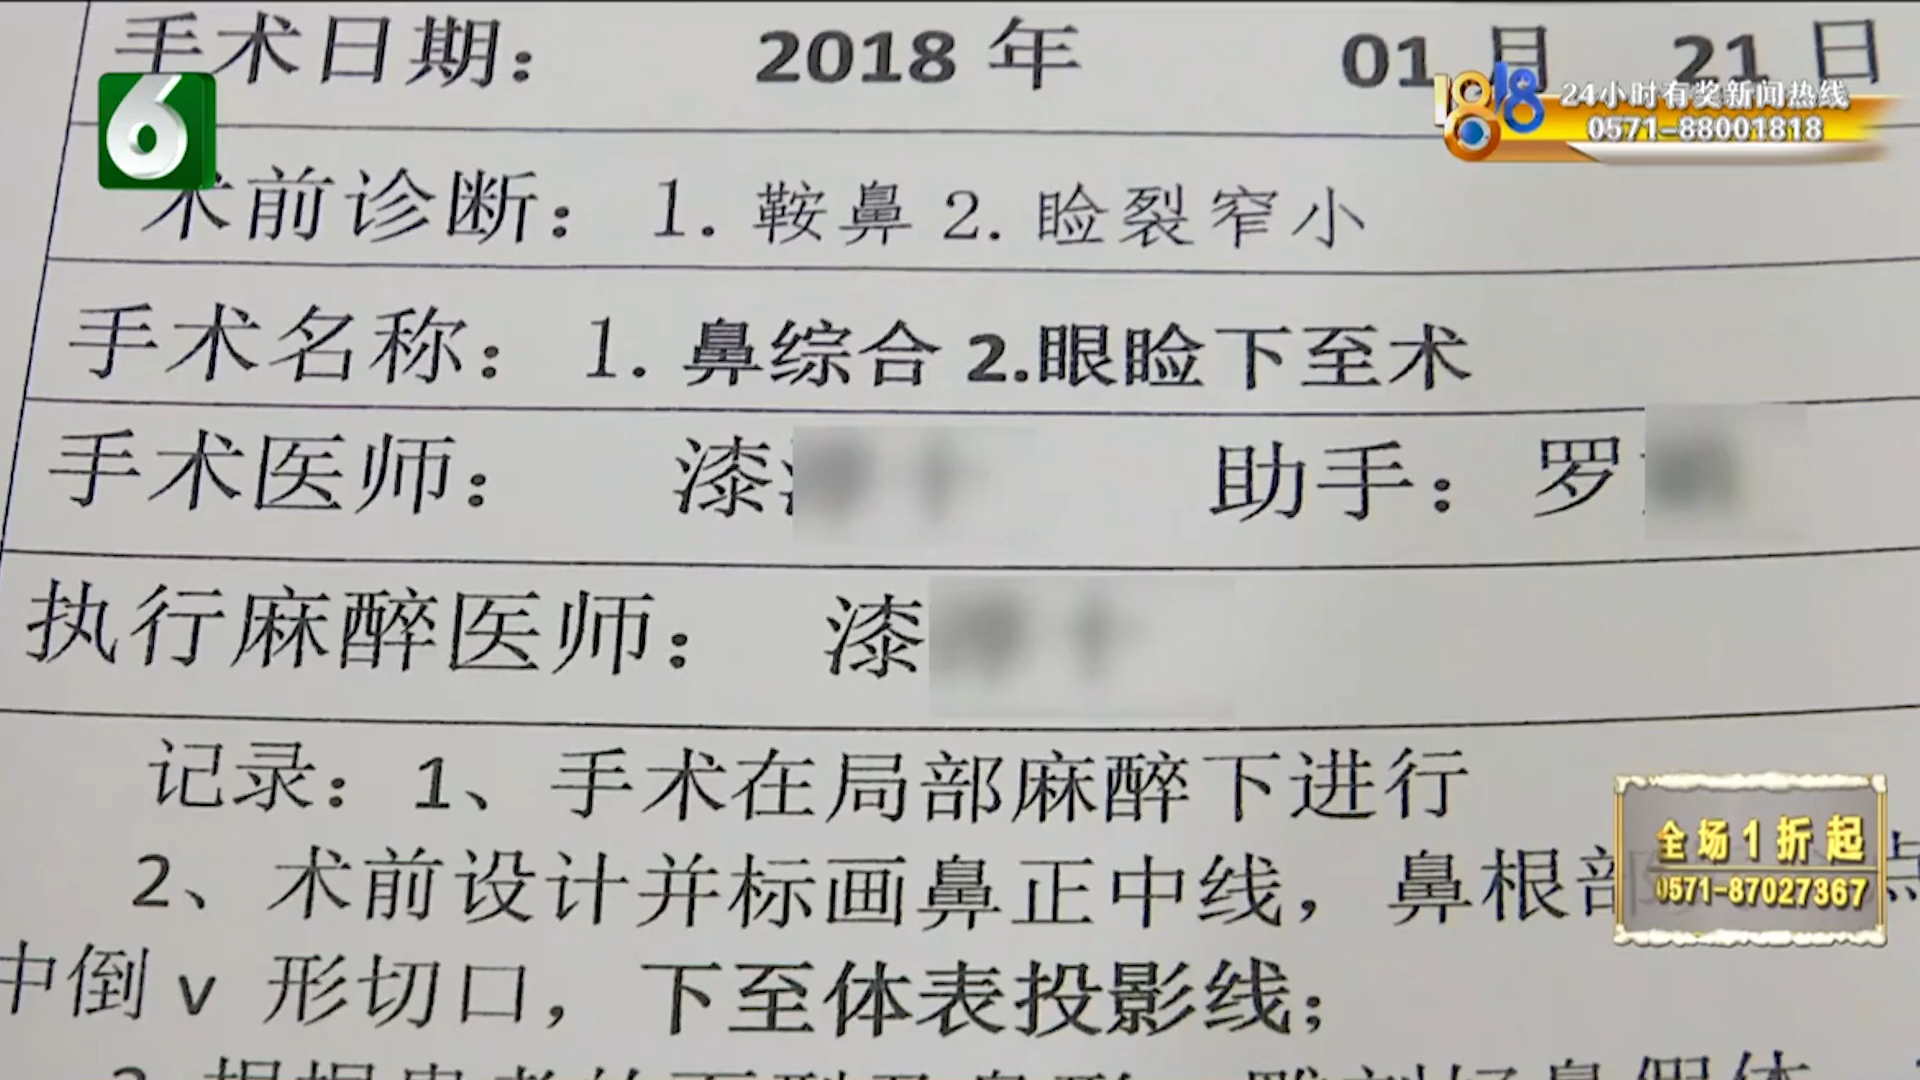 手术日期： 2018 年 01 月 21 日
6
1818 24小时有奖新闻热线
0571-88001818
术前诊断：1. 鞍鼻 2. 睑裂窄小
手术名称：1. 鼻综合 2.眼睑下至术
手术医师： 漆 助手：罗
执行麻醉医师： 漆
记录：1、手术在局部麻醉下进行
2、术前设计并标画鼻正中线，鼻根部 点
中倒 v 形切口，下至体表投影线；
全场1折起
0571-87027367